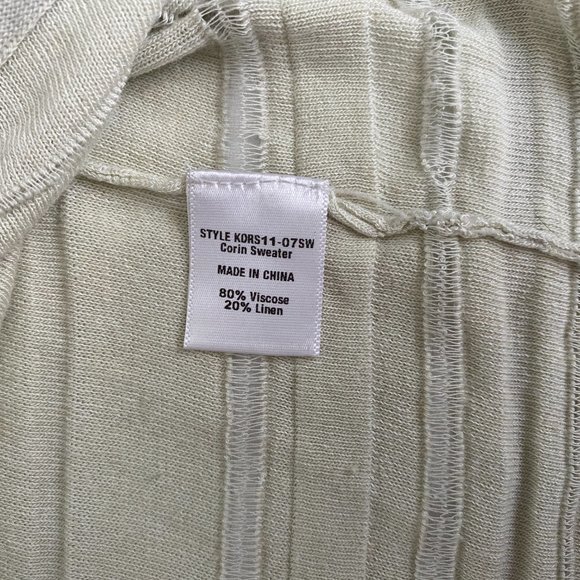 STYLE KORS11-07SW
Corin Sweater
MADE IN CHINA
80% Viscose
20% Linen